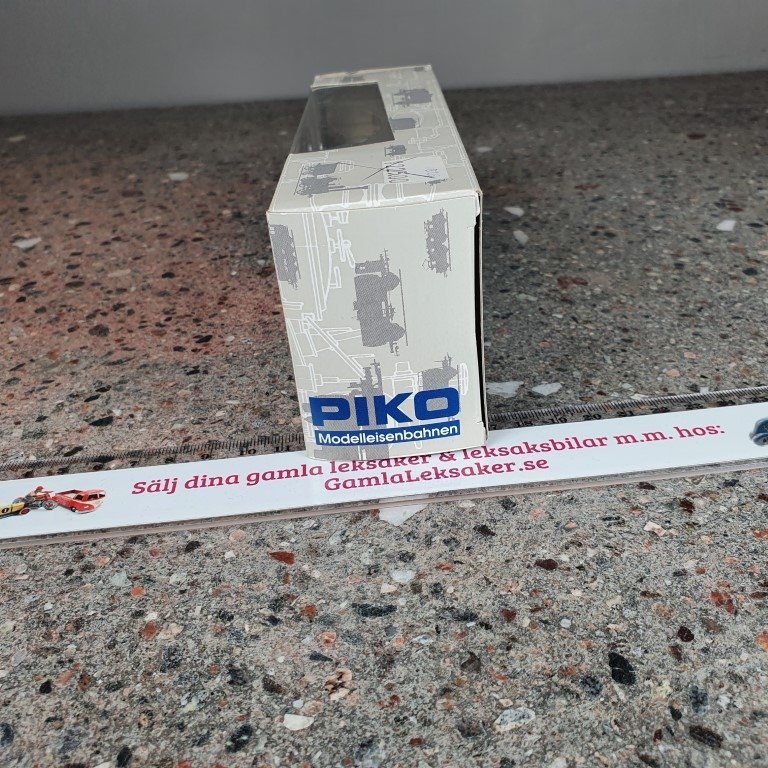 PIKO
Modelleisenbahnen
Sälj dina gamla leksaker & leksaksbilar m.m. hos:
GamlaLeksaker.se